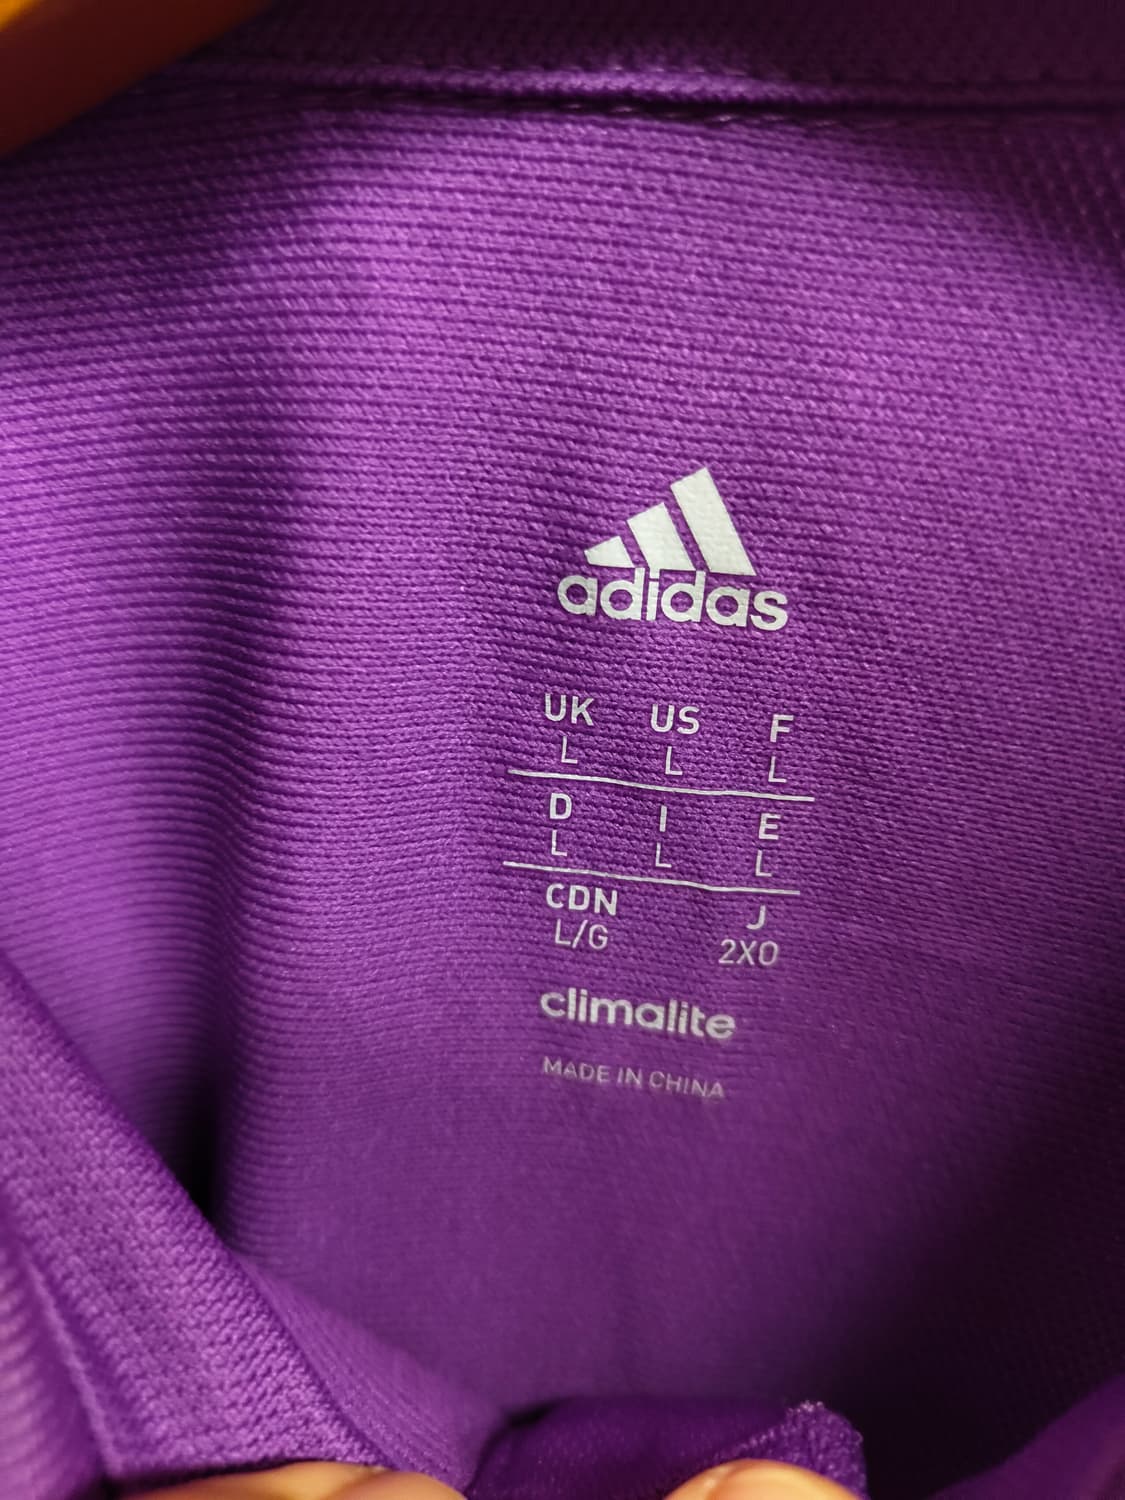 adidas
UK US F
L L L
D I E
L L L
CDN J
L/G 2XO
climalite
MADE IN CHINA